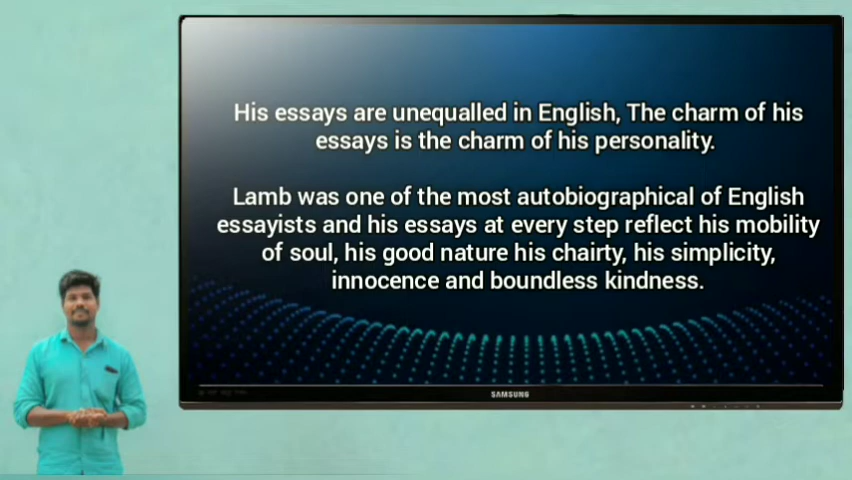 His essays are unequalled in English, The charm of his
essays is the charm of his personality.
Lamb was one of the most autobiographical of English
essayists and his essays at every step reflect his mobility
of soul, his good nature his chairty, his simplicity,
innocence and boundless kindness.
SAMSUNG